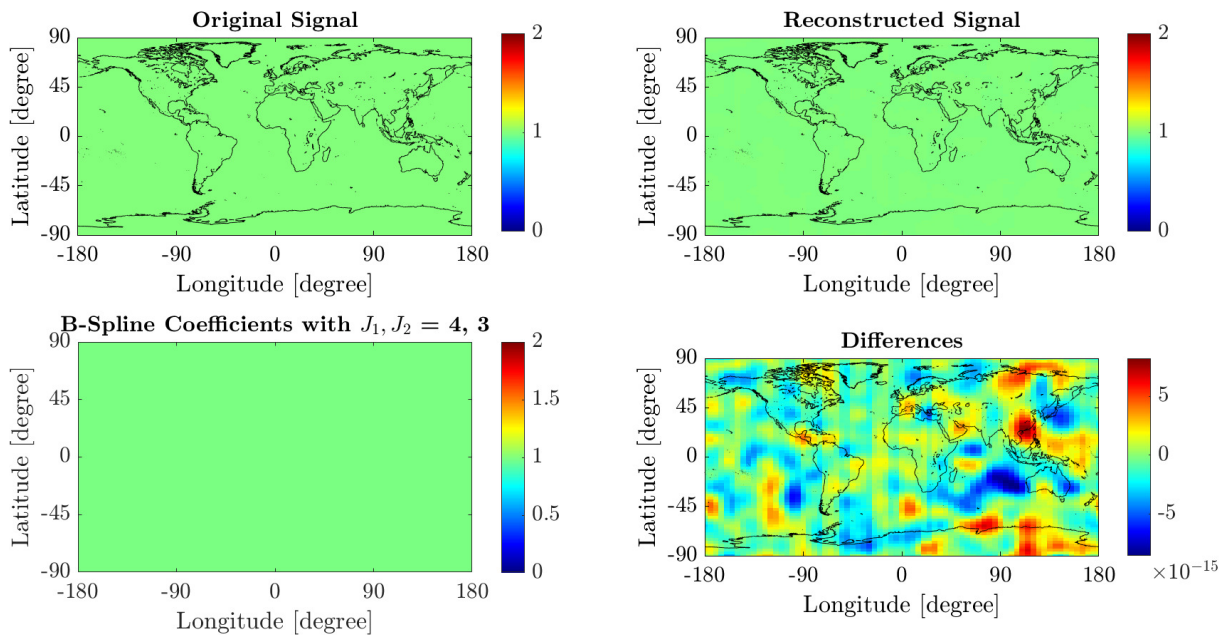 Original Signal
90
45
0
-45
-90
Latitude [degree]
-180 -90 0 90 180
Longitude [degree]
2
1
0
Reconstructed Signal
90
45
0
-45
-90
Latitude [degree]
-180 -90 0 90 180
Longitude [degree]
2
1
0
B-Spline Coefficients with J₁, J₂ = 4, 3
90
45
0
-45
-90
Latitude [degree]
-180 -90 0 90 180
Longitude [degree]
2
1.5
1
0.5
0
Differences
90
45
0
-45
-90
Latitude [degree]
-180 -90 0 90 180
Longitude [degree]
5
0
-5
×10⁻¹⁵